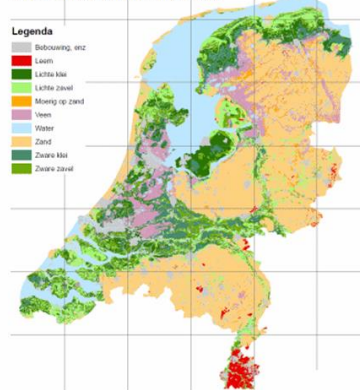 Legenda
Bebouwing, enz
Leem
Lichte klei
Lichte zavel
Moerig op zand
Veen
Water
Zand
Zware klei
Zware zavel